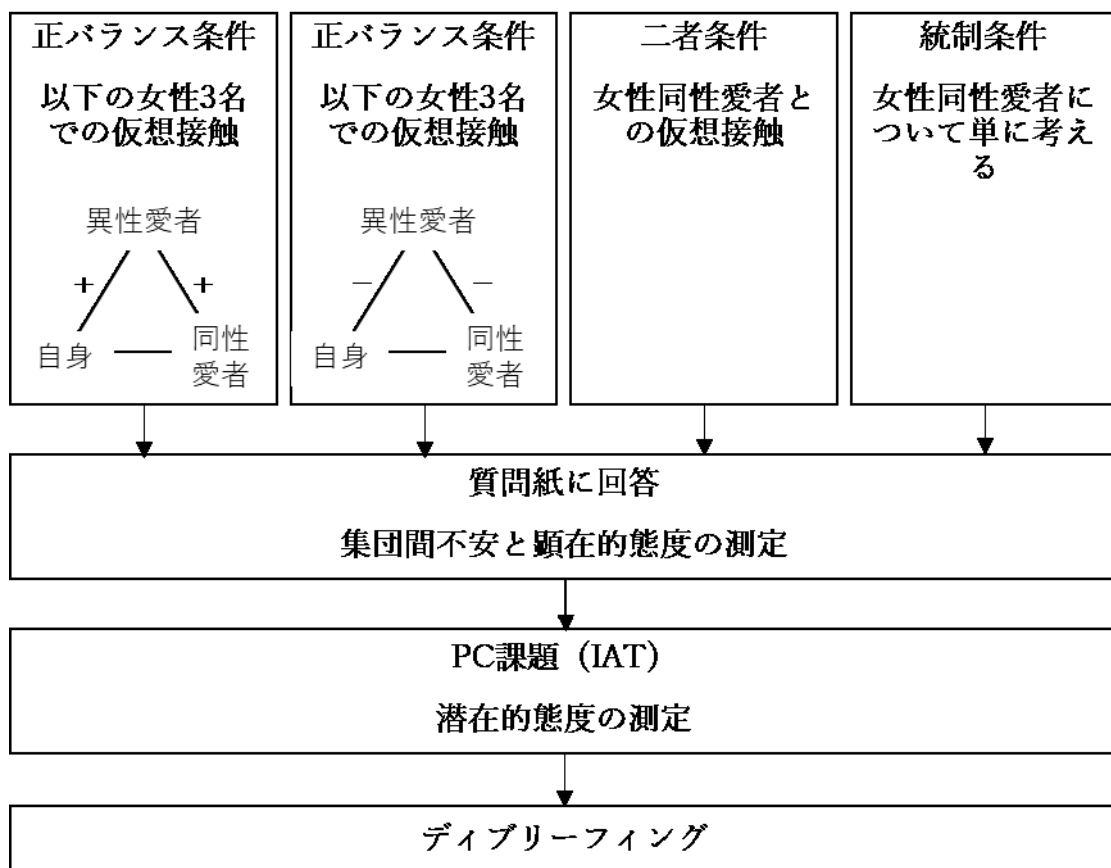 正バランス条件
以下の女性3名
での仮想接触
異性愛者
+
+
自身
同性
愛者
正バランス条件
以下の女性3名
での仮想接触
異性愛者
−
−
自身
同性
愛者
二者条件
女性同性愛者と
の仮想接触
統制条件
女性同性愛者に
ついて単に考え
る
質問紙に回答
集団間不安と顕在的態度の測定
PC課題（IAT）
潜在的態度の測定
ディブリーフィング